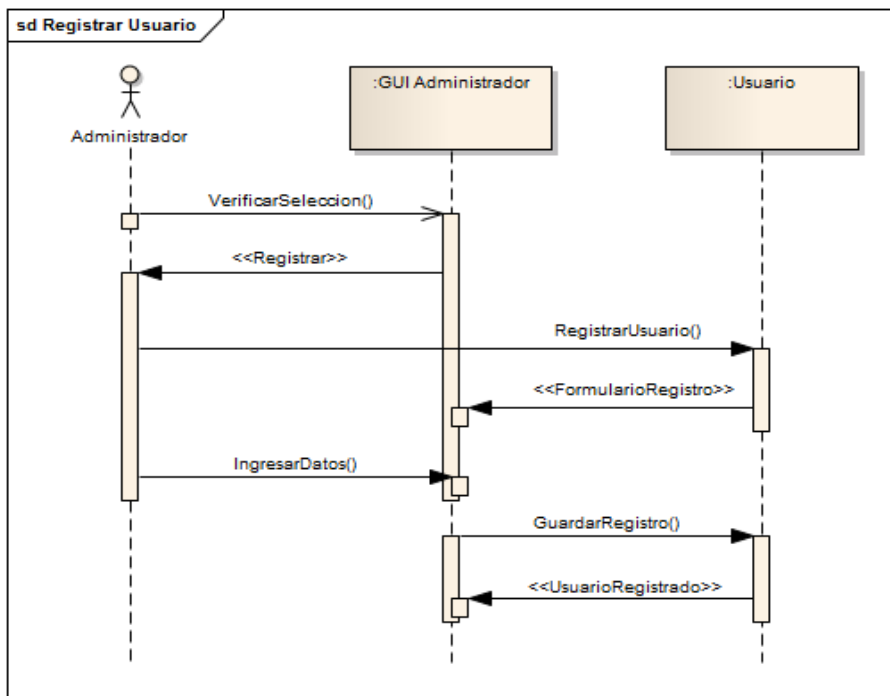 sd Registrar Usuario
:GUI Administrador
:Usuario
Administrador
VerificarSeleccion()
<<Registrar>>
RegistrarUsuario()
<<FormularioRegistro>>
IngresarDatos()
GuardarRegistro()
<<UsuarioRegistrado>>